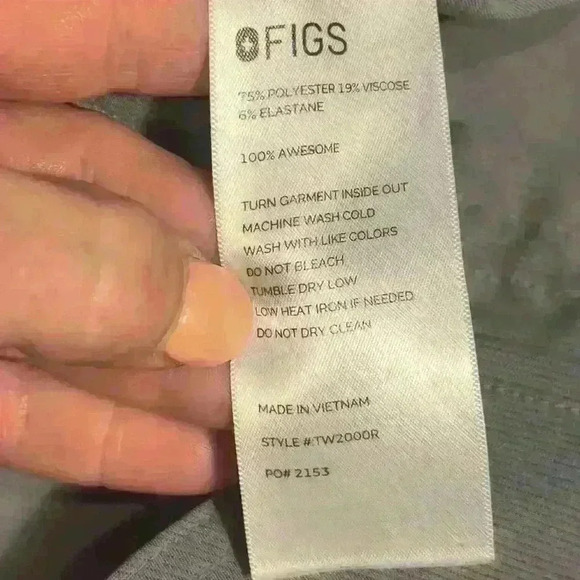 FIGS
75% POLYESTER 19% VISCOSE
6% ELASTANE
100% AWESOME
TURN GARMENT INSIDE OUT
MACHINE WASH COLD
WASH WITH LIKE COLORS
DO NOT BLEACH
TUMBLE DRY LOW
LOW HEAT IRON IF NEEDED
DO NOT DRY CLEAN
MADE IN VIETNAM
STYLE #:TW2000R
PO# 2153